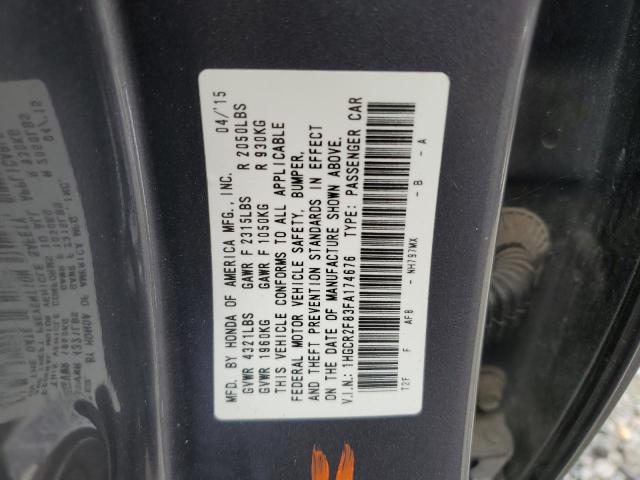 MFD. BY HONDA OF AMERICA MFG., INC. 04/'15
GVWR 4321LBS GAWR F 2315LBS R 2050LBS
GVWR 1960KG GAWR F 1050KG R 930KG
THIS VEHICLE CONFORMS TO ALL APPLICABLE
FEDERAL MOTOR VEHICLE SAFETY, BUMPER,
AND THEFT PREVENTION STANDARDS IN EFFECT
ON THE DATE OF MANUFACTURE SHOWN ABOVE.
V.I.N.: 1HGCR2F83FA174676 TYPE: PASSENGER CAR
T2F F AFB - NH797MX - B - A